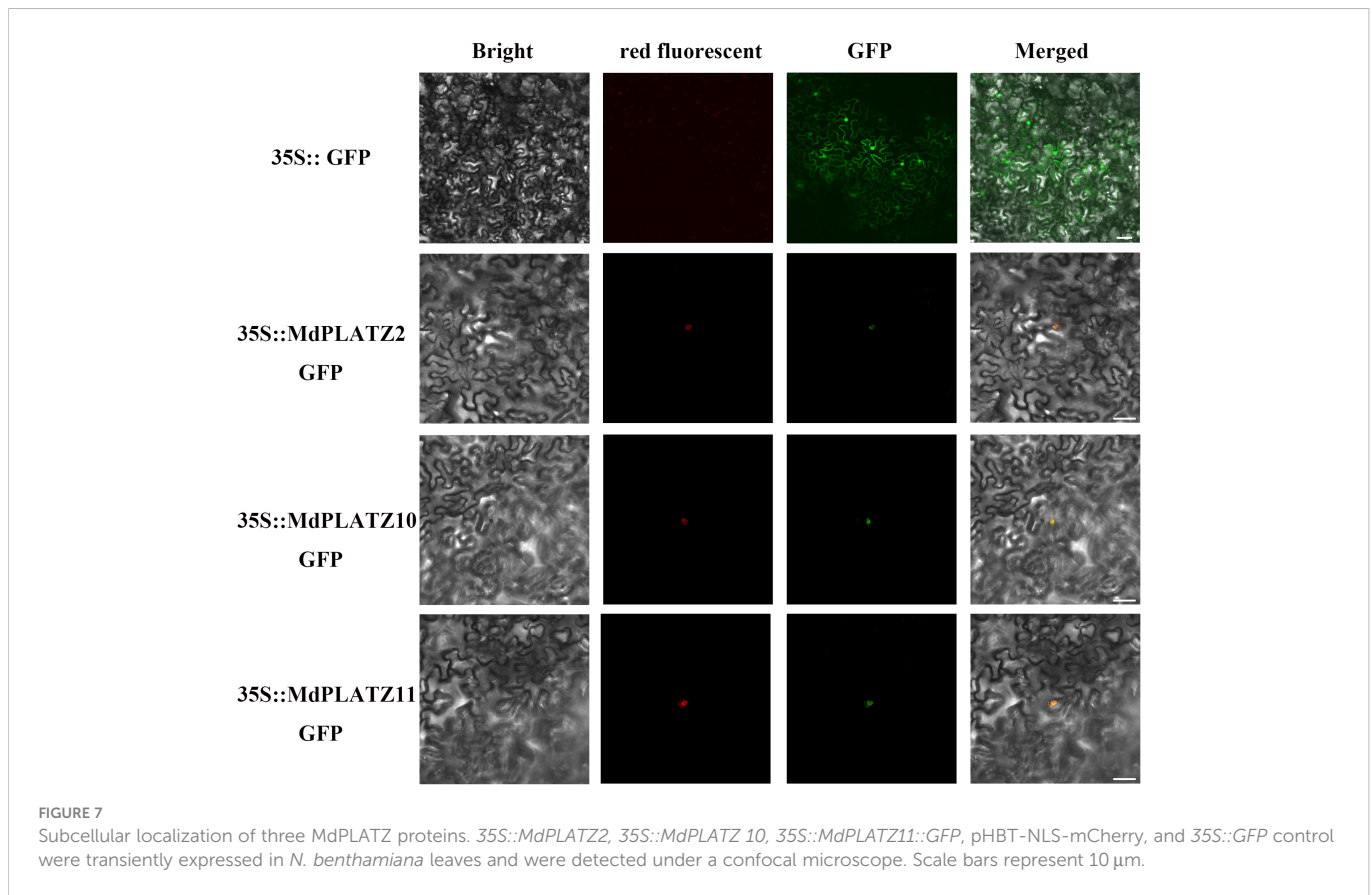 Bright red fluorescent GFP Merged
35S:: GFP
35S::MdPLATZ2
GFP
35S::MdPLATZ10
GFP
35S::MdPLATZ11
GFP
FIGURE 7
Subcellular localization of three MdPLATZ proteins. 35S::MdPLATZ2, 35S::MdPLATZ 10, 35S::MdPLATZ11::GFP, pHBT-NLS-mCherry, and 35S::GFP control
were transiently expressed in N. benthamiana leaves and were detected under a confocal microscope. Scale bars represent 10 μm.